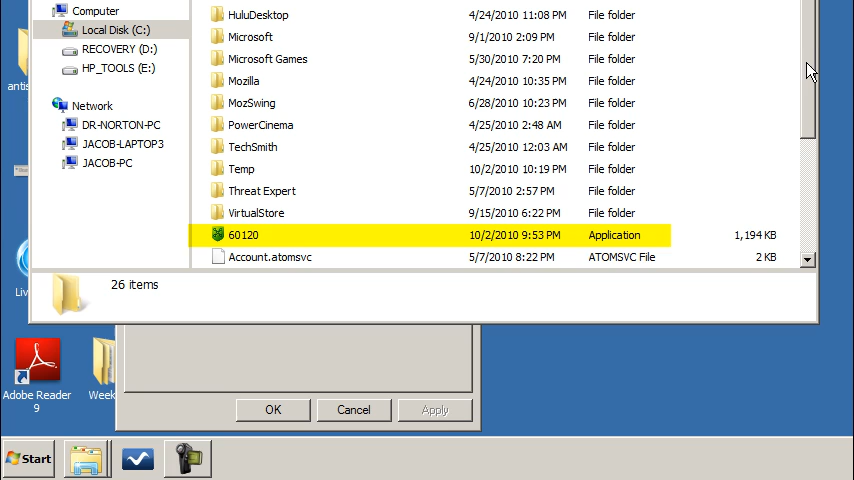 Computer
Local Disk (C:)
RECOVERY (D:)
HP_TOOLS (E:)
Network
DR-NORTON-PC
JACOB-LAPTOP3
JACOB-PC
HuluDesktop 4/24/2010 11:08 PM File folder
Microsoft 9/1/2010 2:09 PM File folder
Microsoft Games 5/30/2010 7:20 PM File folder
Mozilla 4/24/2010 10:35 PM File folder
MozSwing 6/28/2010 10:23 PM File folder
PowerCinema 4/25/2010 2:48 AM File folder
TechSmith 4/25/2010 12:03 AM File folder
Temp 10/2/2010 10:19 PM File folder
Threat Expert 5/7/2010 2:57 PM File folder
VirtualStore 9/15/2010 6:22 PM File folder
60120 10/2/2010 9:53 PM Application 1,194 KB
Account.atomsvc 5/7/2010 8:22 PM ATOMSVC File 2 KB
26 items
antis
Liv
Adobe Reader
9
Week
OK Cancel Apply
Start